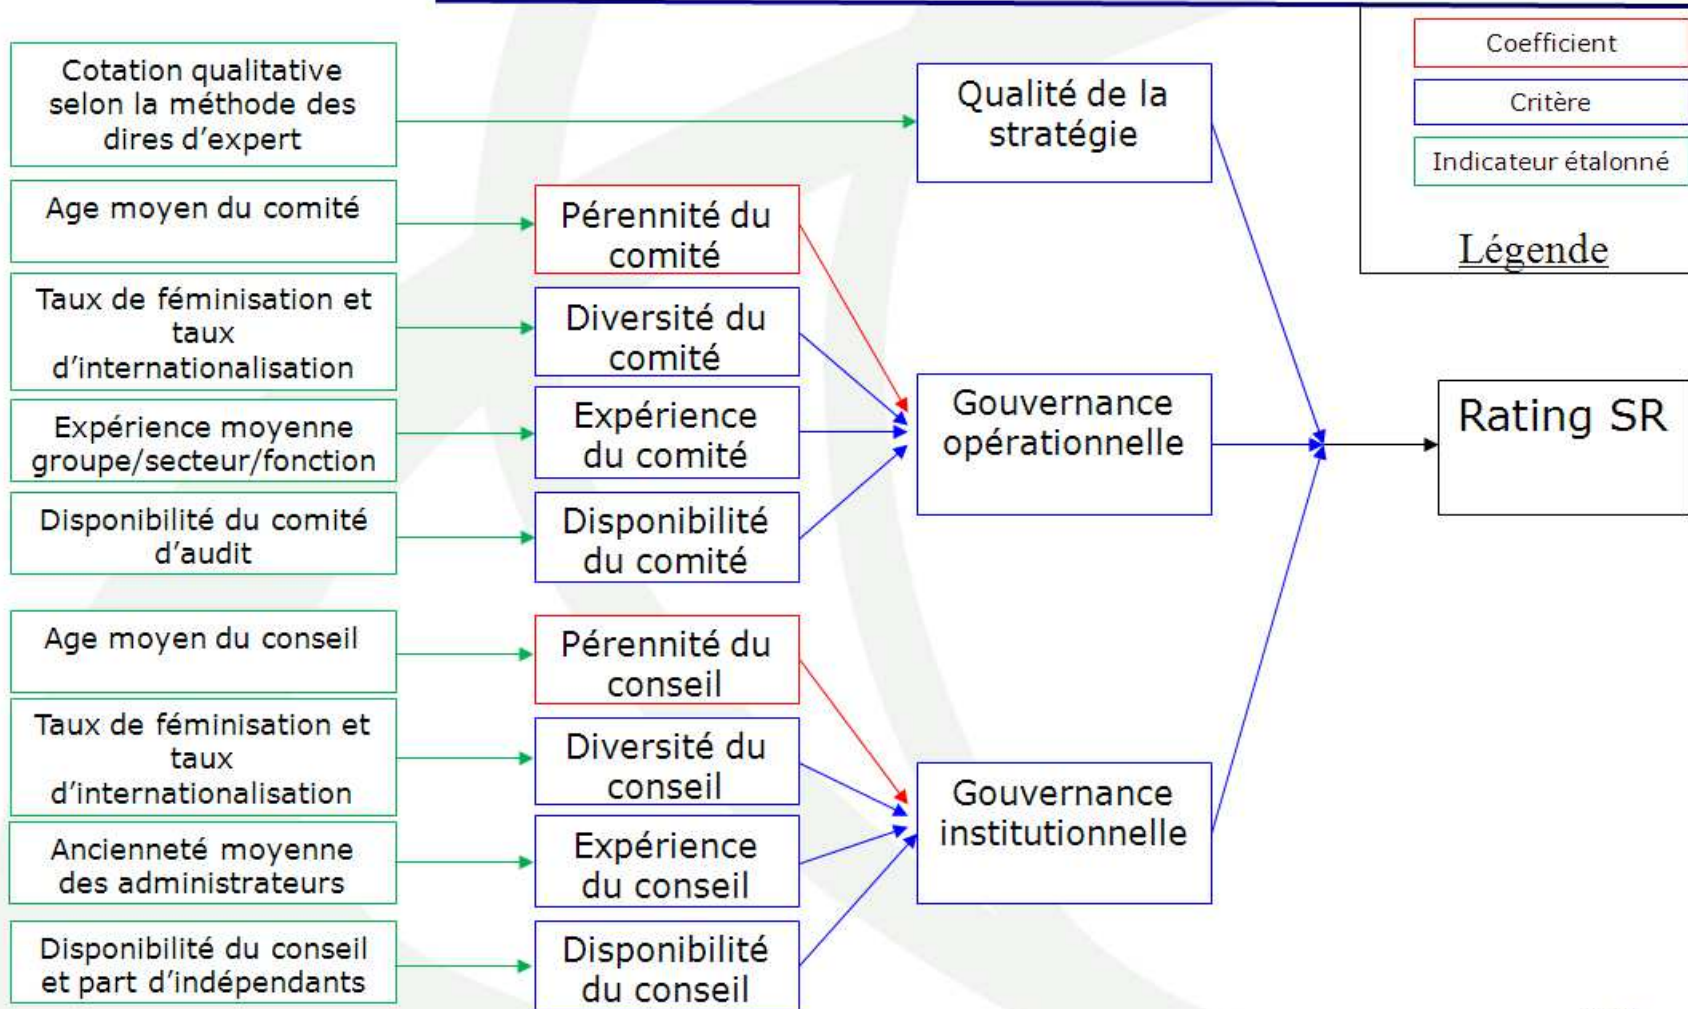 Cotation qualitative
selon la méthode des
dires d'expert
Age moyen du comité
Taux de féminisation et
taux
d'internationalisation
Expérience moyenne
groupe/secteur/fonction
Disponibilité du comité
d'audit
Age moyen du conseil
Taux de féminisation et
taux
d'internationalisation
Ancienneté moyenne
des administrateurs
Disponibilité du conseil
et part d'indépendants
Pérennité du
comité
Diversité du
comité
Expérience
du comité
Disponibilité
du comité
Pérennité du
conseil
Diversité du
conseil
Expérience
du conseil
Disponibilité
du conseil
Qualité de la
stratégie
Gouvernance
opérationnelle
Gouvernance
institutionnelle
Coefficient
Critère
Indicateur étalonné
Légende
Rating SR